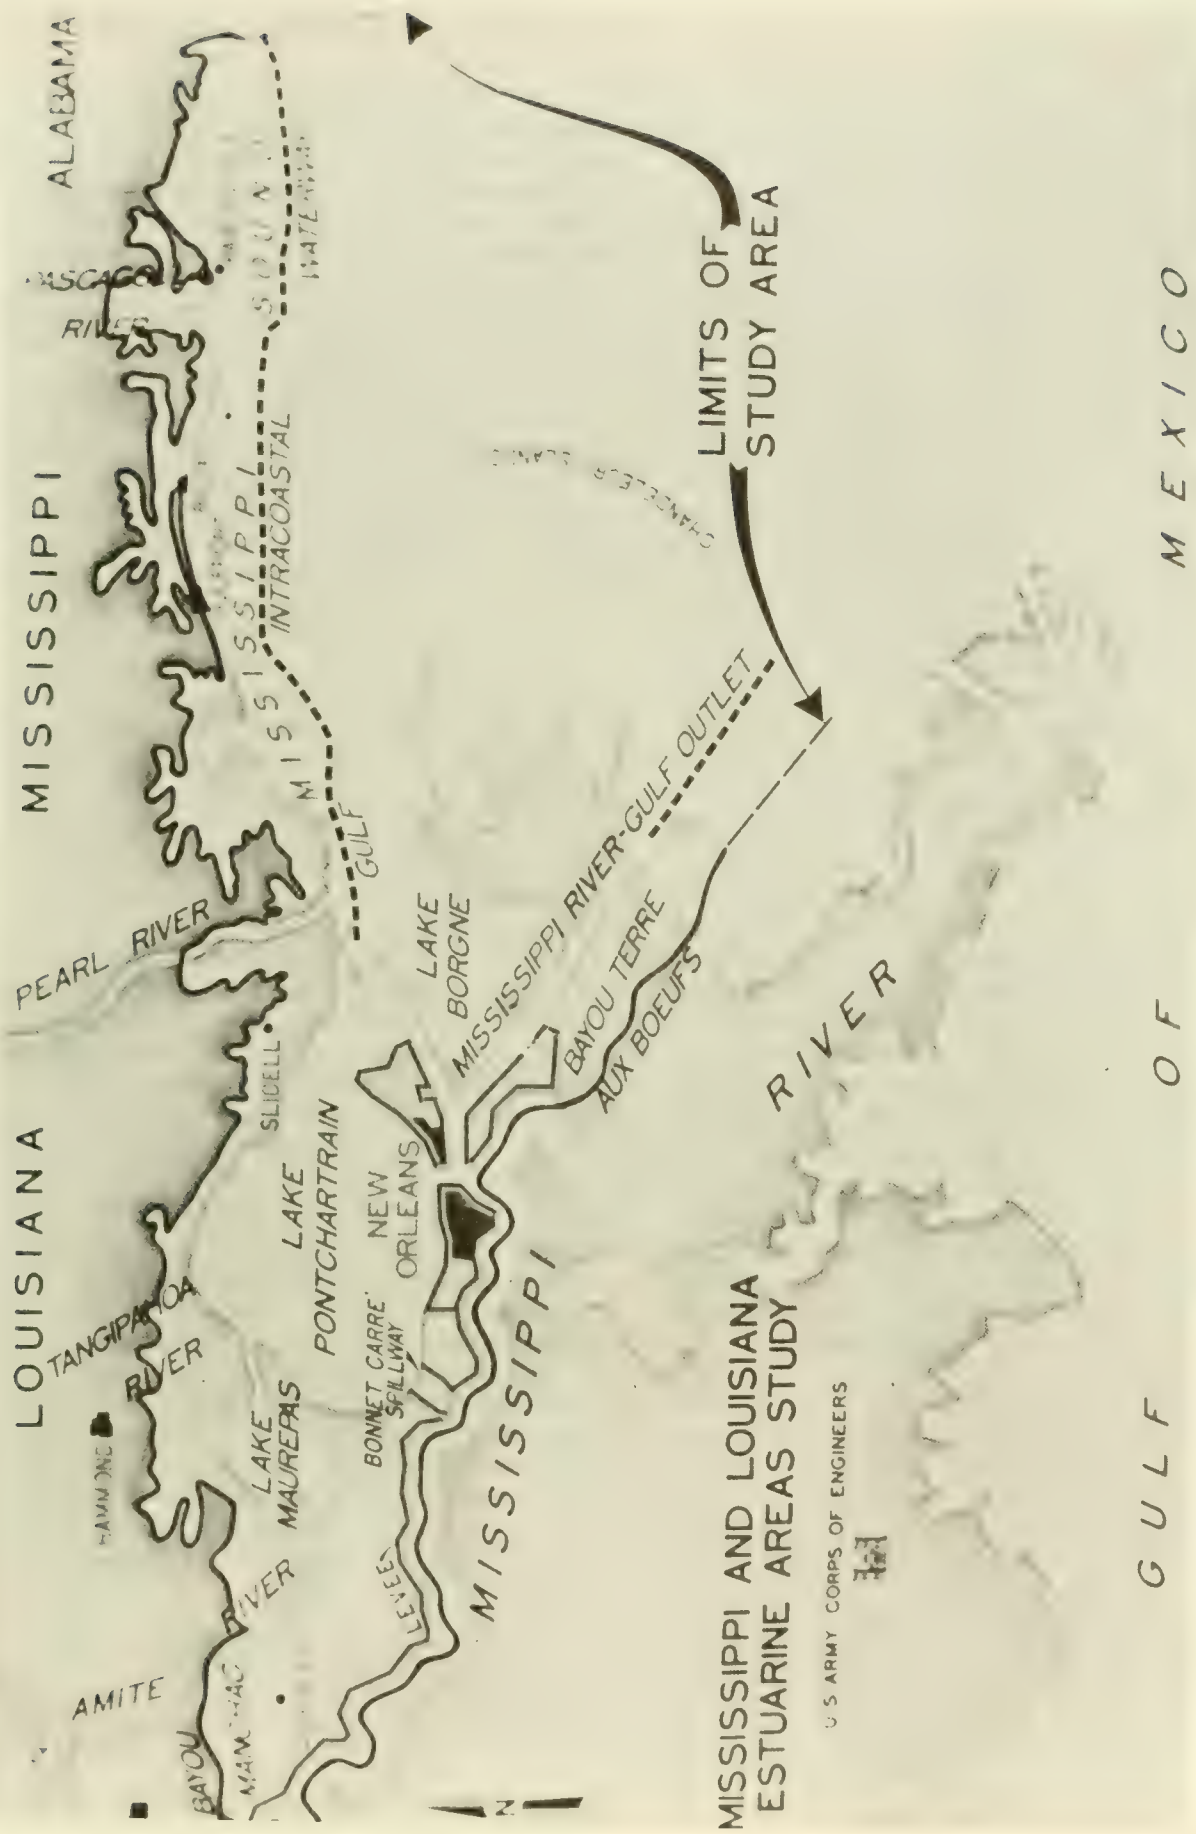 LOUISIANA
MISSISSIPPI
ALABAMA
AMITE
RIVER
BAYOU
TANGIPAHOA
RIVER
PEARL RIVER
RIVER
SLIDELL
LAKE
MAUREPAS
LAKE
PONTCHARTRAIN
LAKE
BORGNE
MISSISSIPPI SOUND
GULF
INTRACOASTAL
WATERWAY
BONNET CARRE'
SPILLWAY
NEW
ORLEANS
LEVEE
MISSISSIPPI
RIVER
MISSISSIPPI RIVER-GULF OUTLET
BAYOU TERRE
AUX BOEUFS
LIMITS OF
STUDY AREA
N
MISSISSIPPI AND LOUISIANA
ESTUARINE AREAS STUDY
U S ARMY CORPS OF ENGINEERS
GULF OF MEXICO